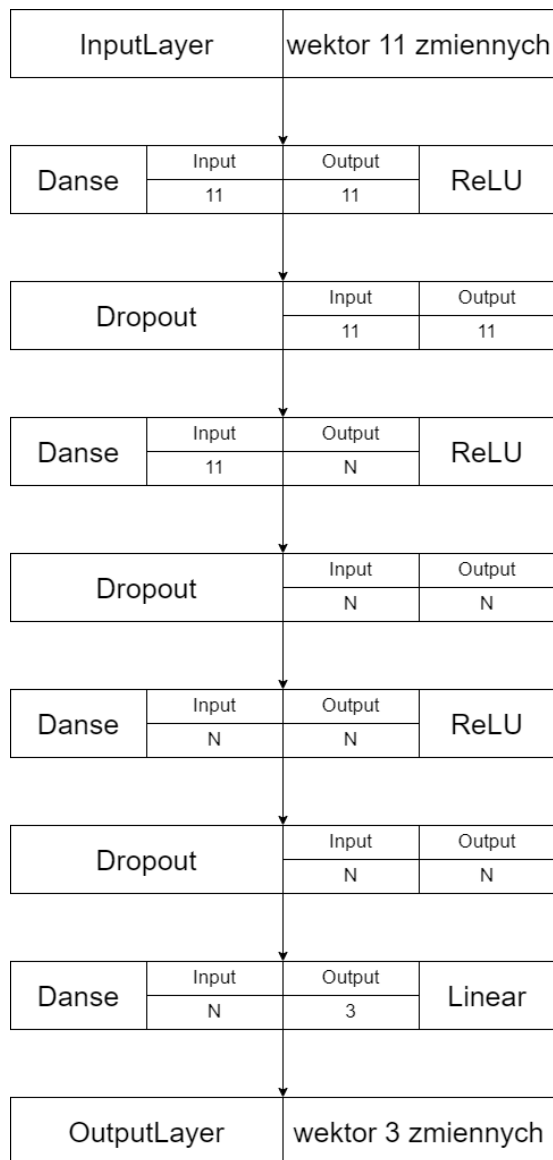 InputLayer wektor 11 zmiennych
Danse Input Output ReLU
11 11
Dropout Input Output
11 11
Danse Input Output ReLU
11 N
Dropout Input Output
N N
Danse Input Output ReLU
N N
Dropout Input Output
N N
Danse Input Output Linear
N 3
OutputLayer wektor 3 zmiennych